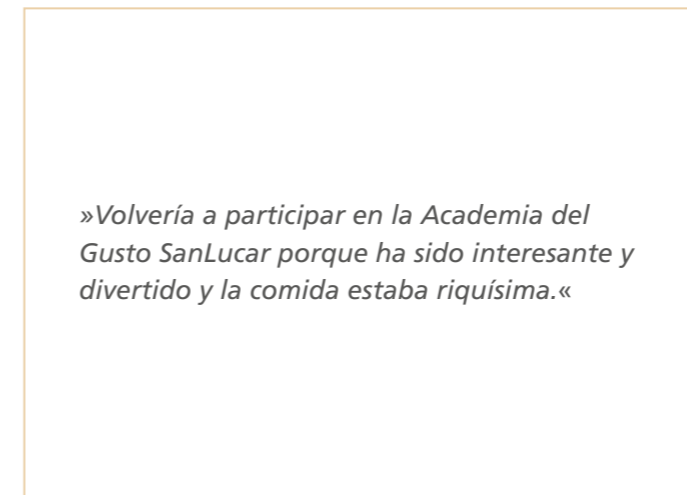 »Volvería a participar en la Academia del
Gusto SanLucar porque ha sido interesante y
divertido y la comida estaba riquísima.«